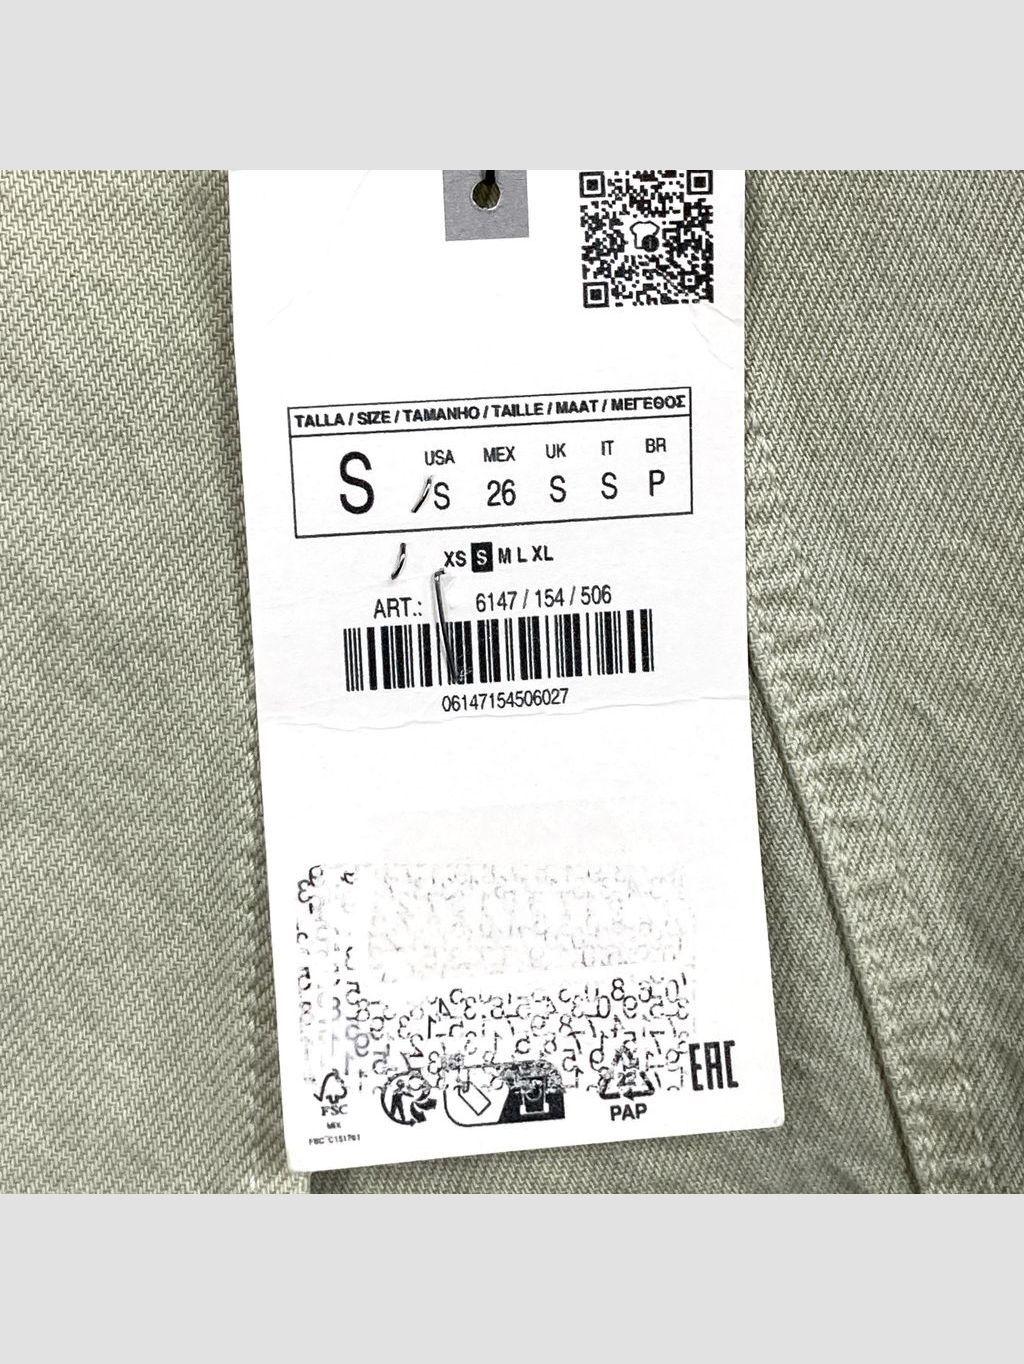 TALLA / SIZE / TAMANHO / TAILLE / MAAT / ΜΕΓΕΘΟΣ
S
USA MEX UK IT BR
S 26 S S P
XS S M L XL
ART.: 6147 / 154 / 506
06147154506027
EAC
FSC
MIX
PAP